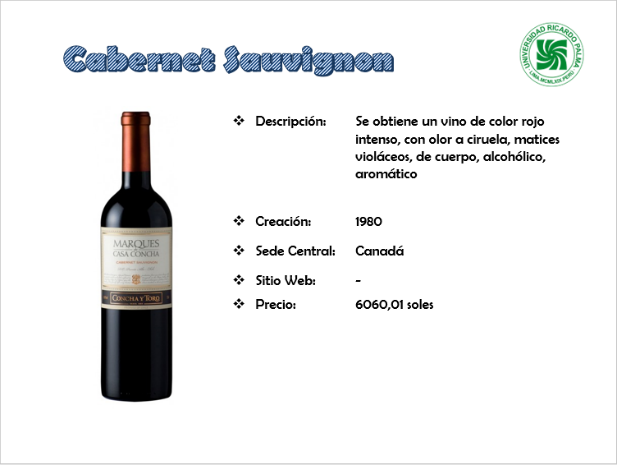 Cabernet Sauvignon
UNIVERSIDAD RICARDO PALMA
LIMA, MCMLXIX, PERÚ
❖ Descripción: Se obtiene un vino de color rojo
intenso, con olor a ciruela, matices
violáceos, de cuerpo, alcohólico,
aromático
❖ Creación: 1980
❖ Sede Central: Canadá
❖ Sitio Web: -
❖ Precio: 6060,01 soles
MARQUES
DE
CASA CONCHA
CABERNET SAUVIGNON
CONCHA Y TORO